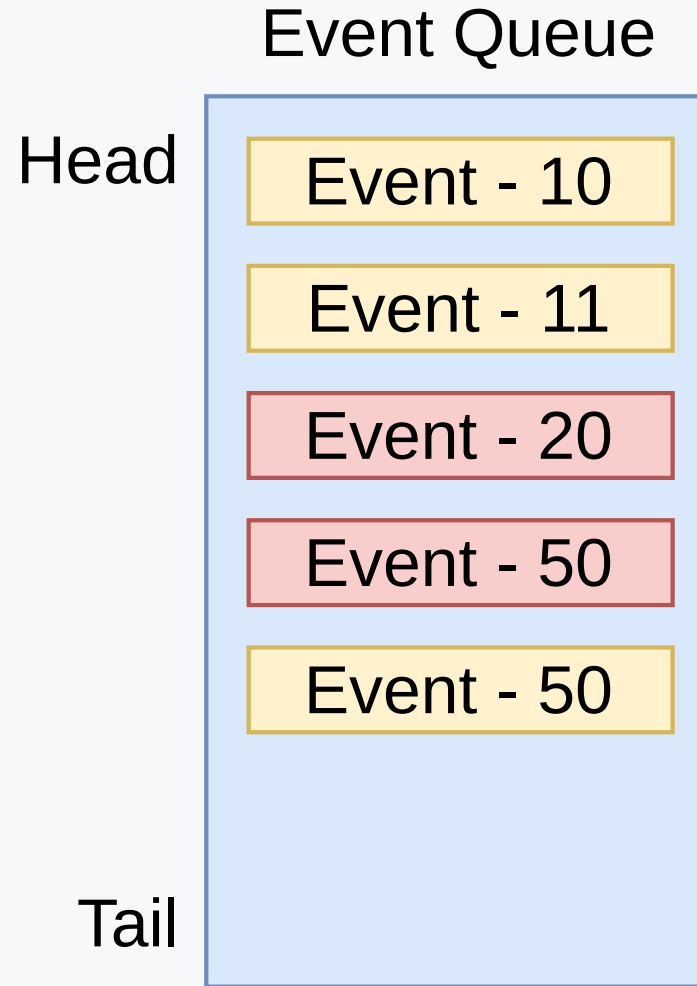 Event Queue
Head
Event - 10
Event - 11
Event - 20
Event - 50
Event - 50
Tail